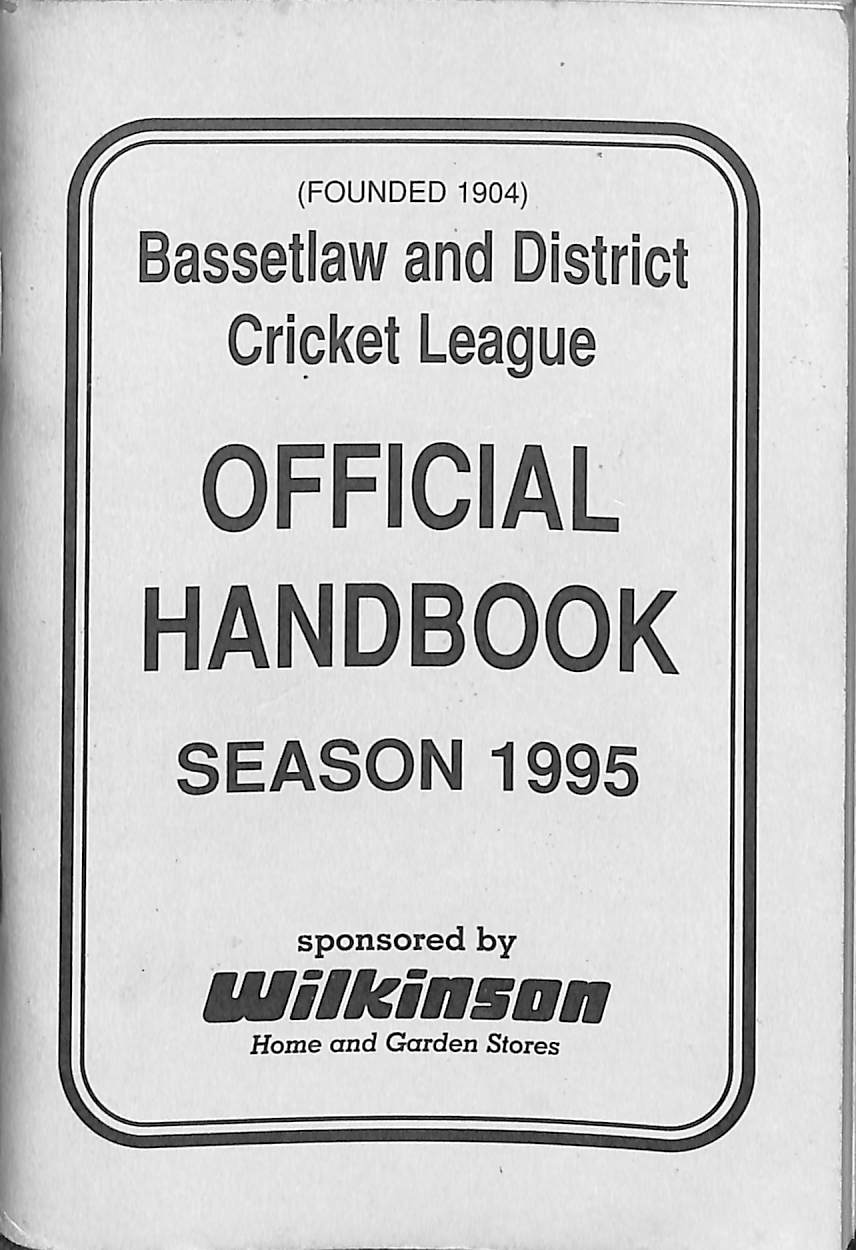 (FOUNDED 1904)
Bassetlaw and District
Cricket League
OFFICIAL
HANDBOOK
SEASON 1995
sponsored by
Wilkinson
Home and Garden Stores